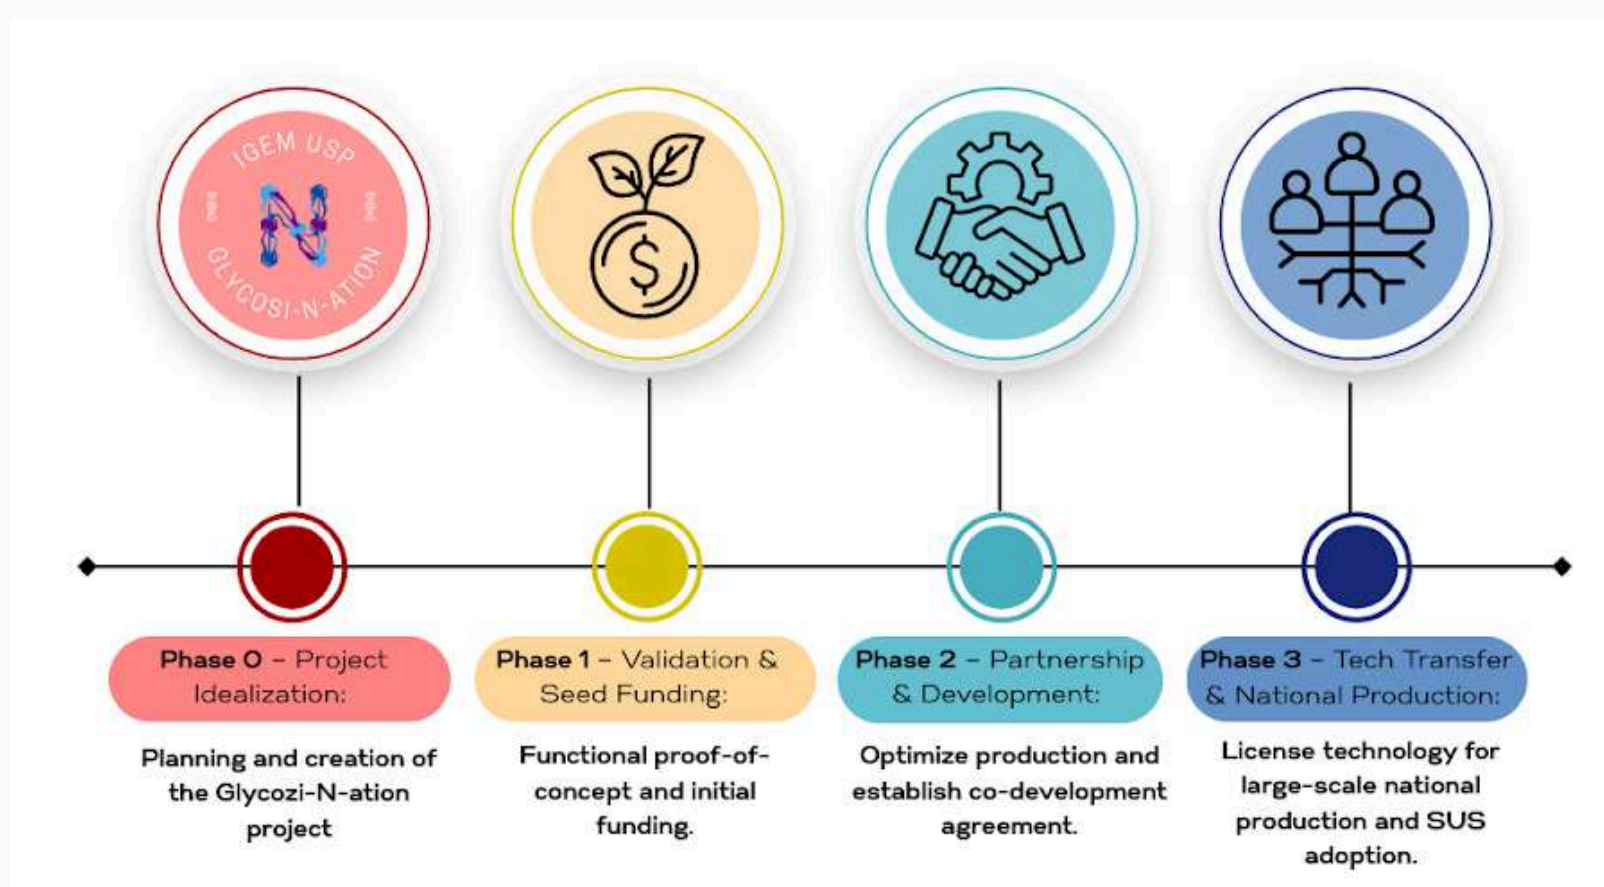 IGEM USP
GLYCOSI-N-ATION
$
Phase 0 – Project
Idealization:
Planning and creation of
the Glycozi-N-ation
project
Phase 1 – Validation &
Seed Funding:
Functional proof-of-
concept and initial
funding.
Phase 2 – Partnership
& Development:
Optimize production and
establish co-development
agreement.
Phase 3 – Tech Transfer
& National Production:
License technology for
large-scale national
production and SUS
adoption.